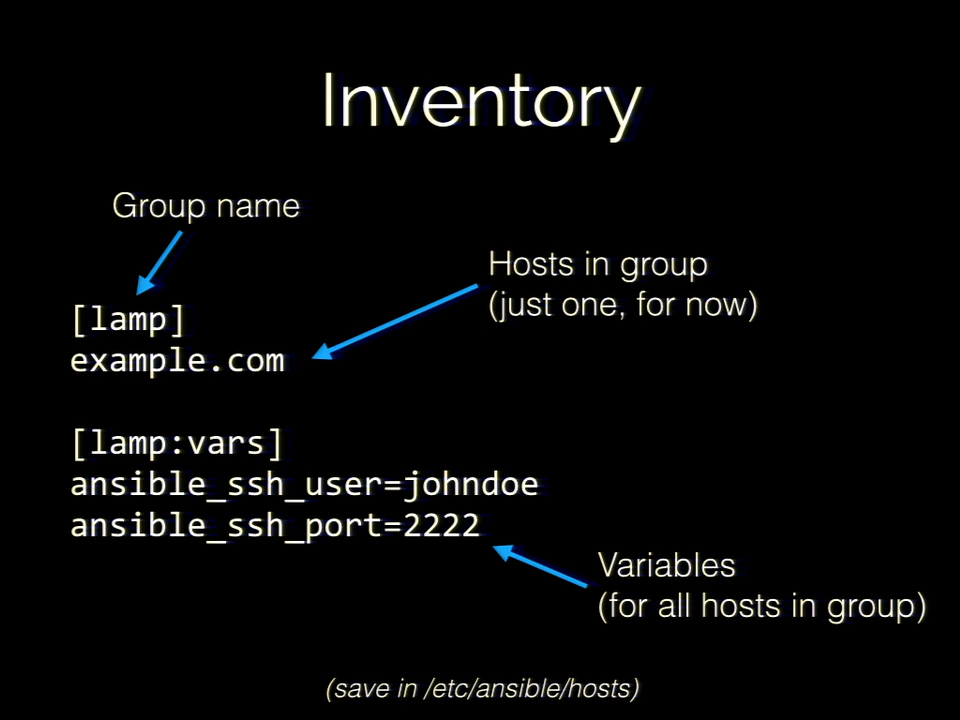 Inventory
Group name
Hosts in group
(just one, for now)
[lamp]
example.com
[lamp:vars]
ansible_ssh_user=johndoe
ansible_ssh_port=2222
Variables
(for all hosts in group)
(save in /etc/ansible/hosts)